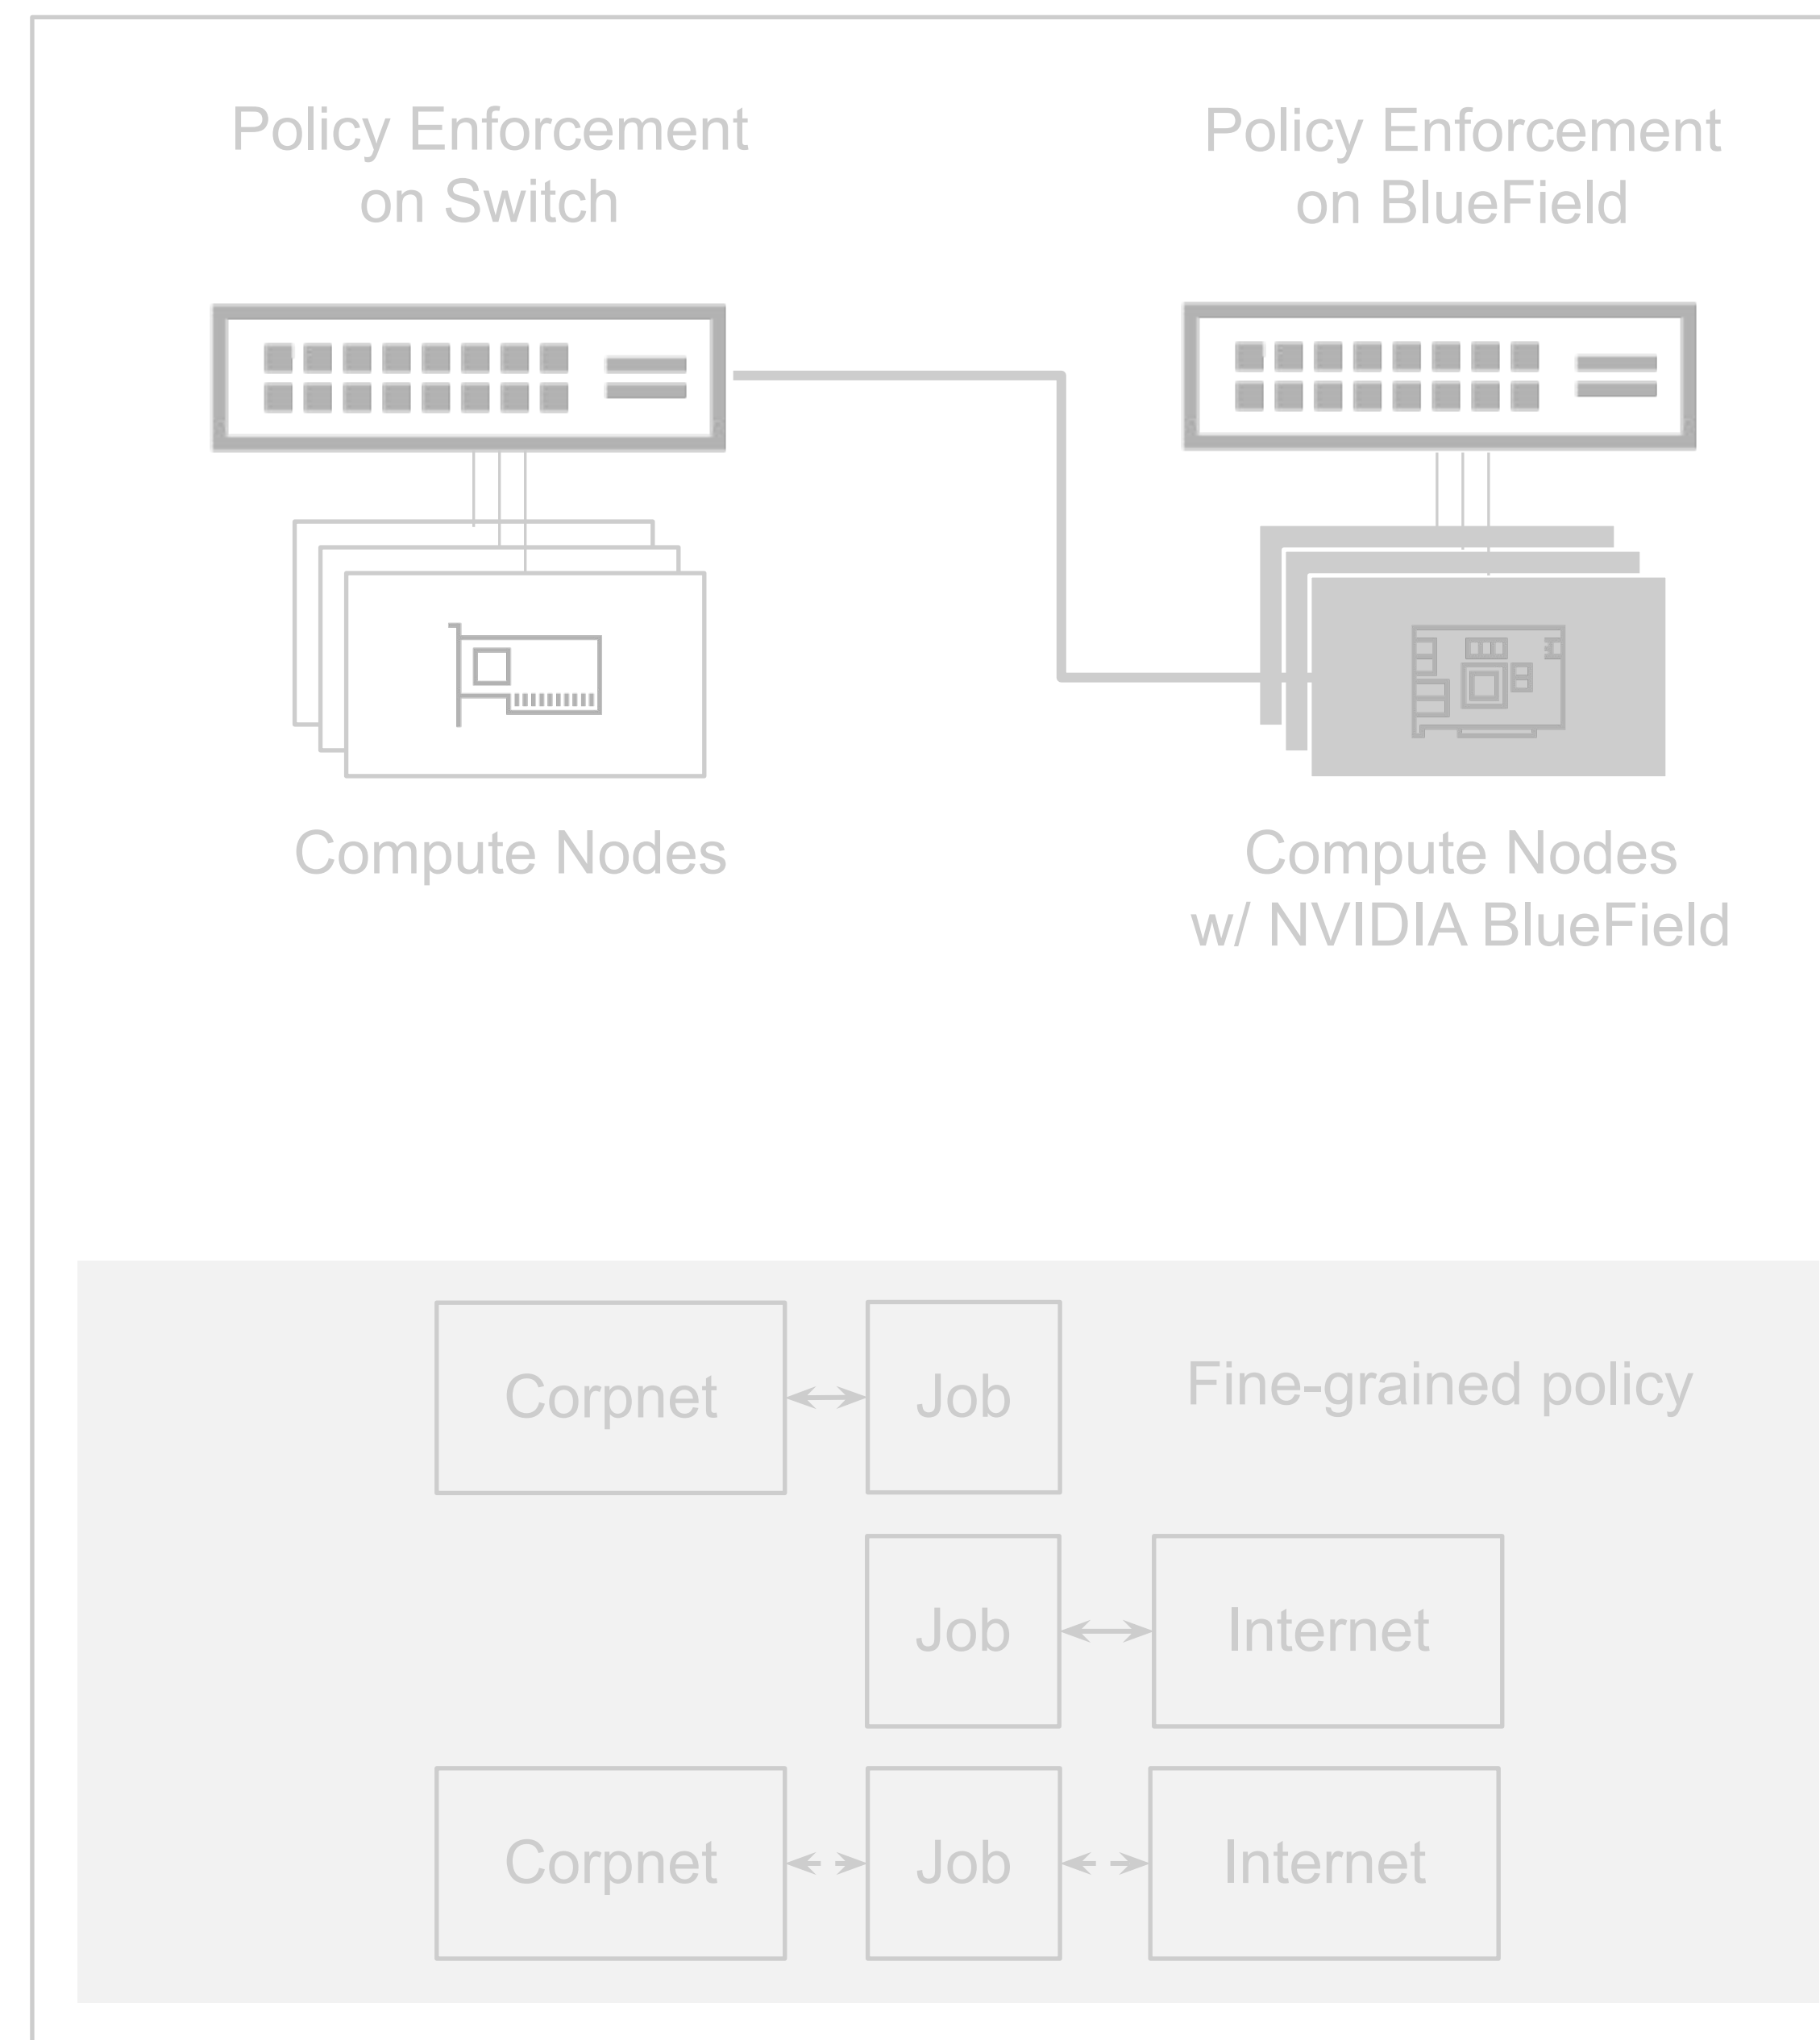 Policy Enforcement
on Switch
Policy Enforcement
on BlueField
Compute Nodes
Compute Nodes
w/ NVIDIA BlueField
Corpnet
Job
Fine-grained policy
Job
Internet
Corpnet
Job
Internet